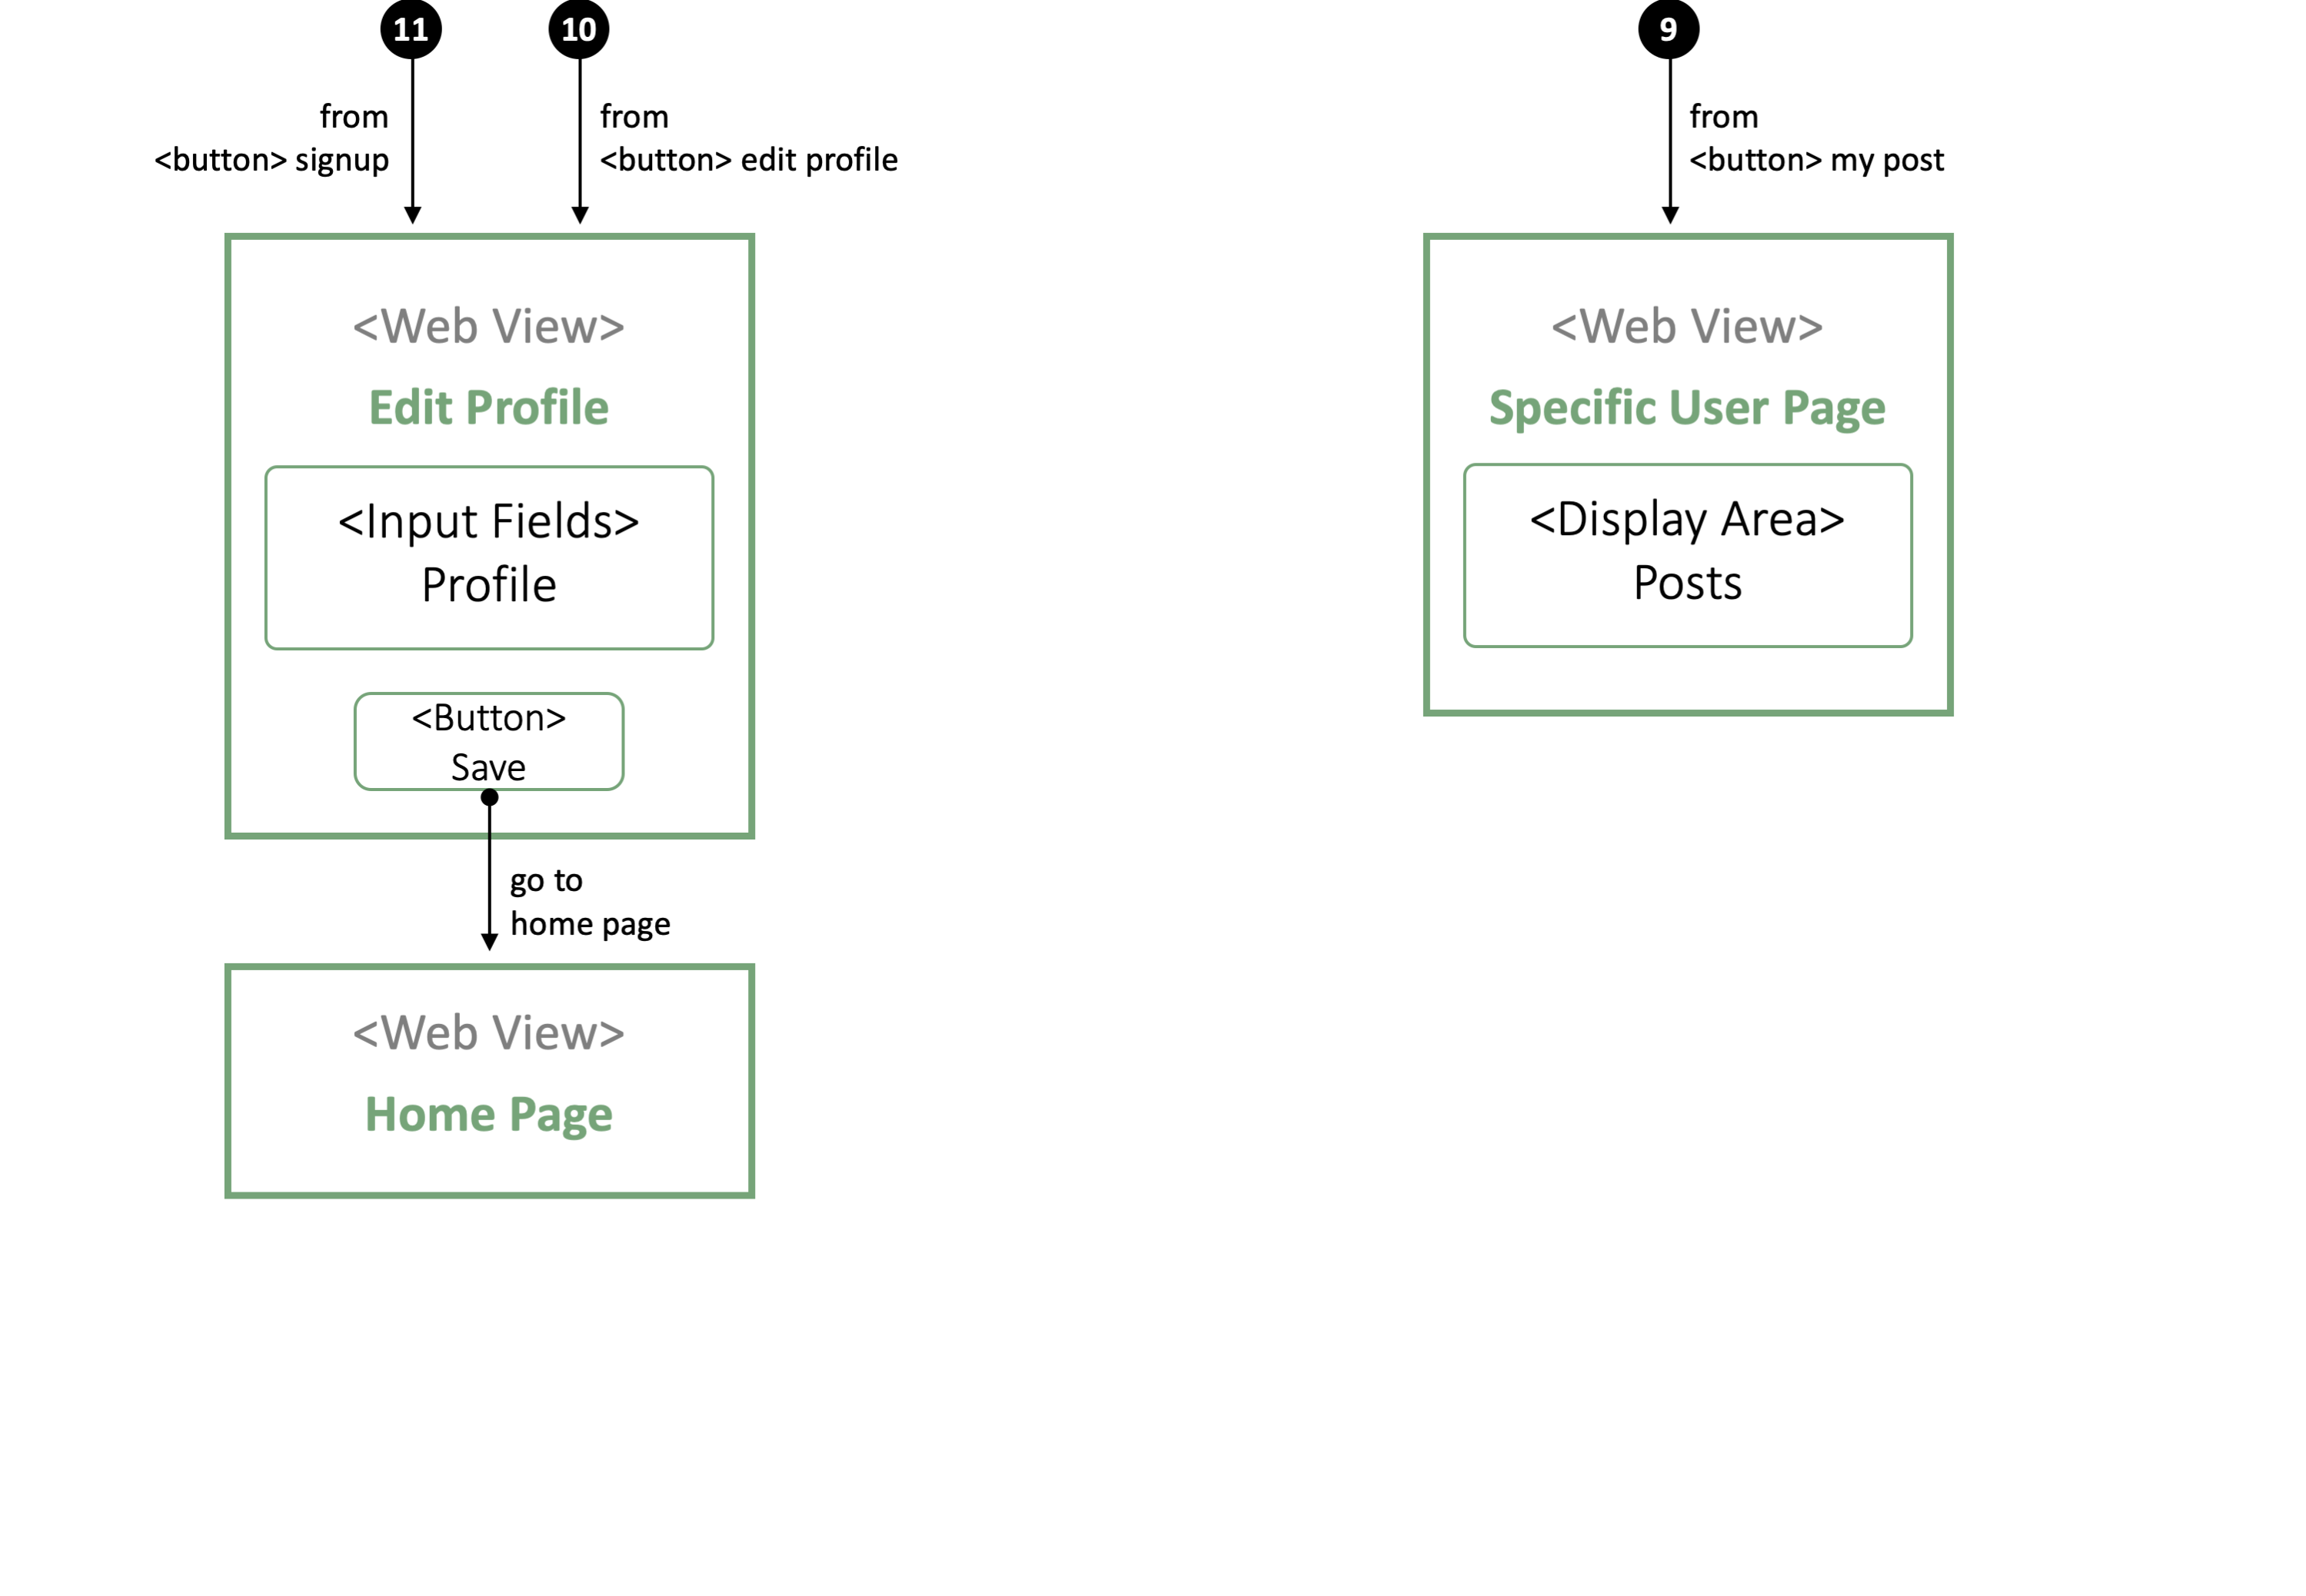 11
10
from
<button> signup
from
<button> edit profile
<Web View>
Edit Profile
<Input Fields>
Profile
<Button>
Save
go to
home page
<Web View>
Home Page
9
from
<button> my post
<Web View>
Specific User Page
<Display Area>
Posts